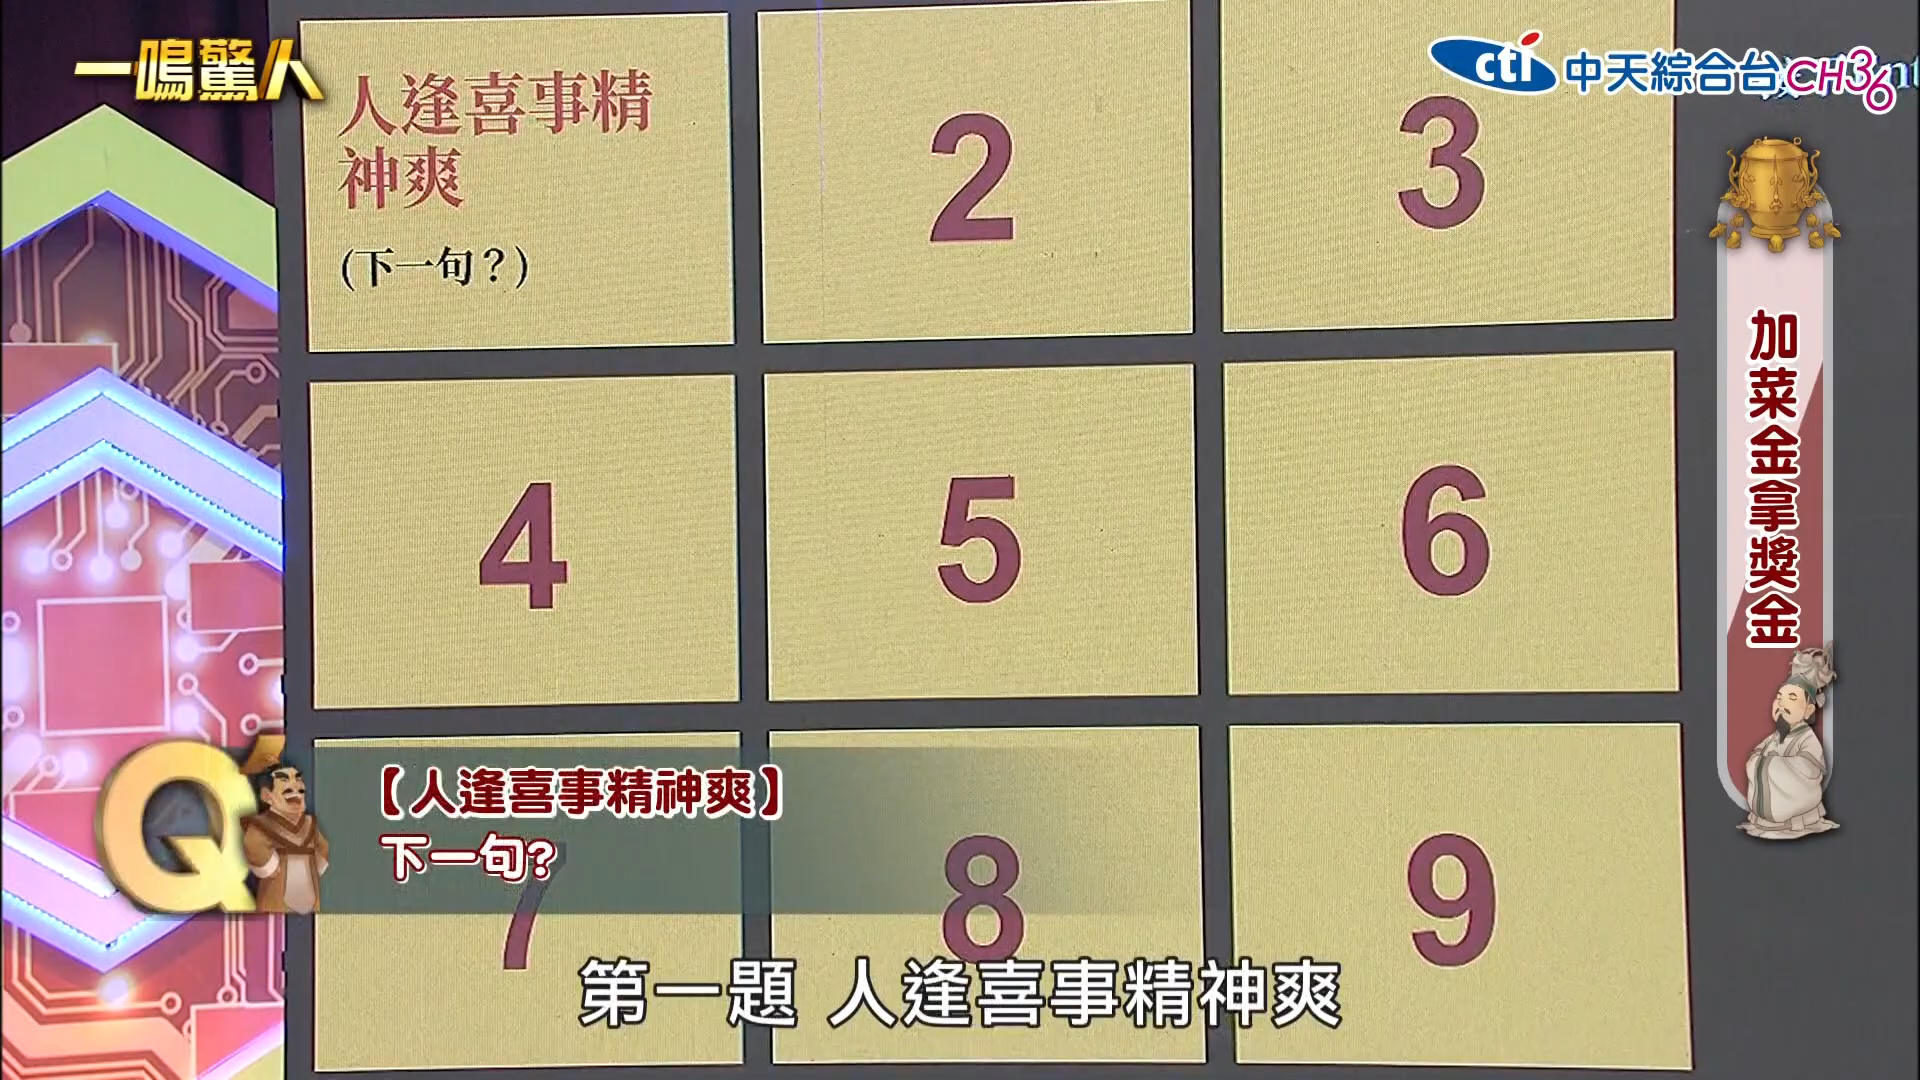 一鳴驚人
cti 中天綜合台CH36
人逢喜事精
神爽
(下一句？)
2
3
4
5
6
7
8
9
加菜金拿獎金
Q
【人逢喜事精神爽】
下一句?
第一題 人逢喜事精神爽